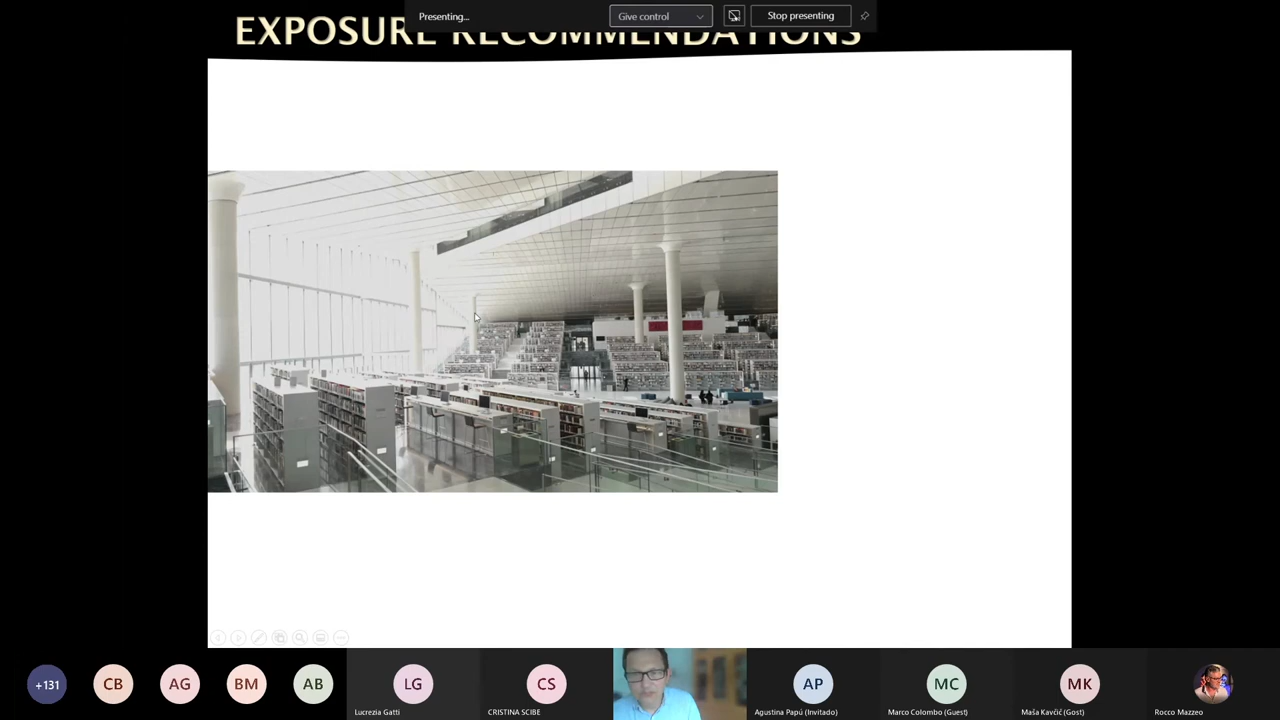 Presenting...
Give control
Stop presenting
EXPOSURE RECOMMENDATIONS
+131
CB
AG
BM
AB
LG
CS
AP
MC
MK
Lucrezia Gatti
CRISTINA SCIBE
Agustina Papú (Invitado)
Marco Colombo (Guest)
Maša Kavčič (Gost)
Rocco Mazzeo